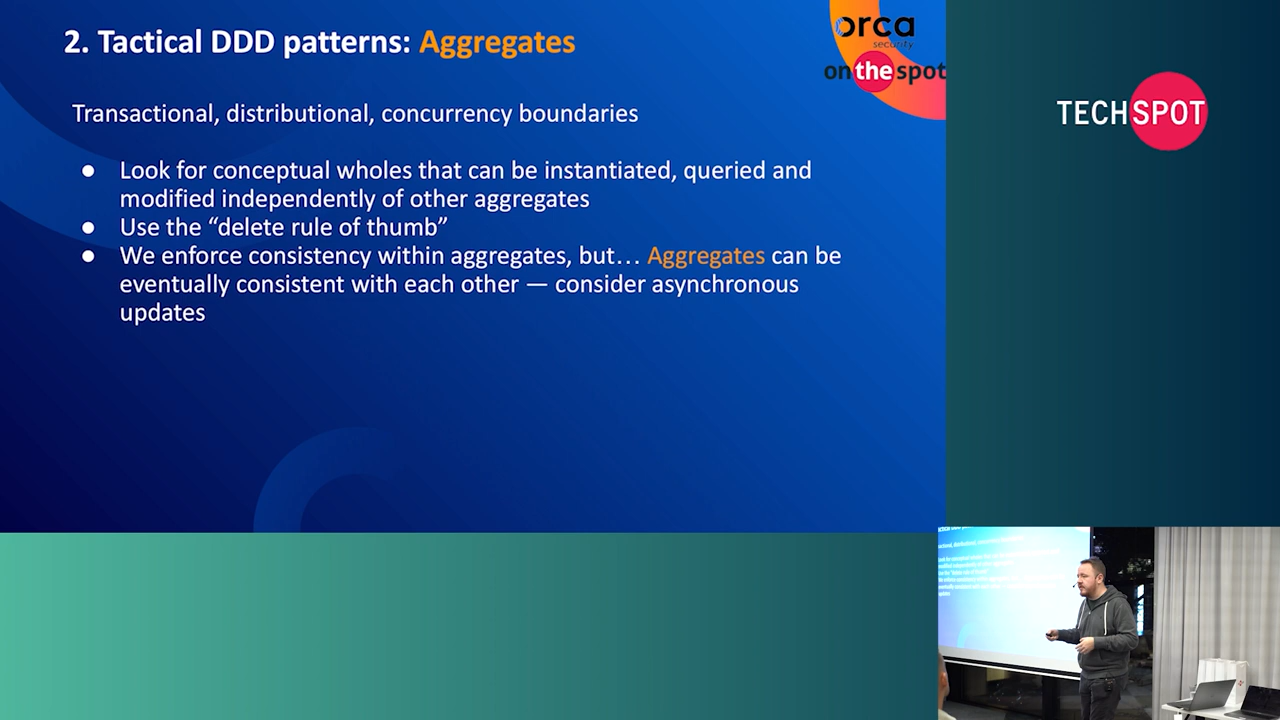 2. Tactical DDD patterns: Aggregates
orca
security
on the spot
TECHSPOT
Transactional, distributional, concurrency boundaries
● Look for conceptual wholes that can be instantiated, queried and
modified independently of other aggregates
● Use the “delete rule of thumb”
● We enforce consistency within aggregates, but… Aggregates can be
eventually consistent with each other — consider asynchronous
updates